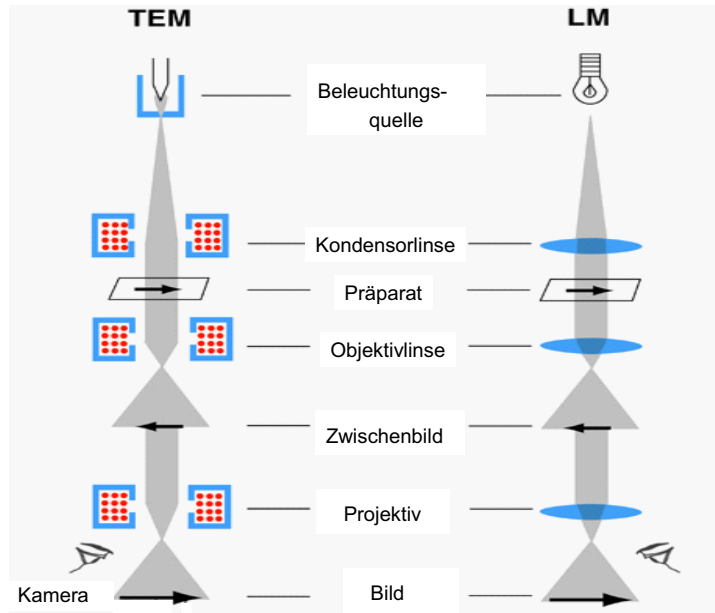 TEM
LM
Beleuchtungs-
quelle
Kondensorlinse
Präparat
Objektivlinse
Zwischenbild
Projektiv
Kamera
Bild